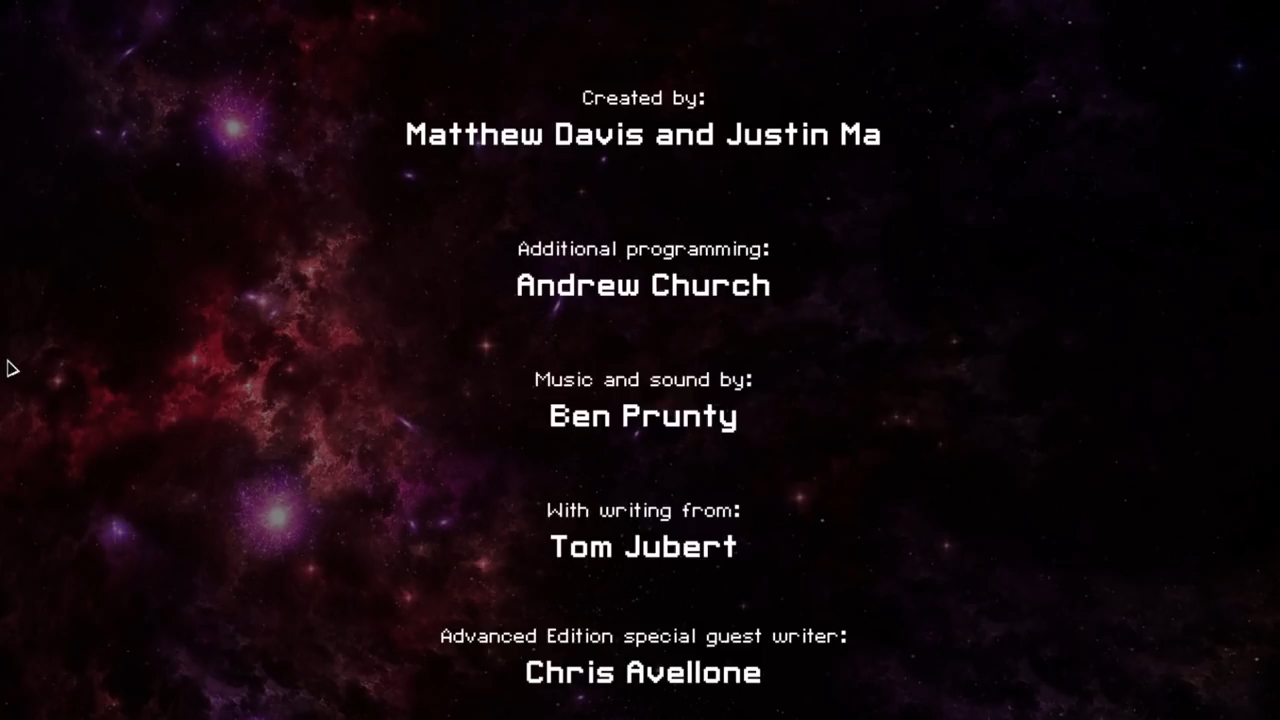 Created by:
Matthew Davis and Justin Ma
Additional programming:
Andrew Church
Music and sound by:
Ben Prunty
With writing from:
Tom Jubert
Advanced Edition special guest writer:
Chris Avellone